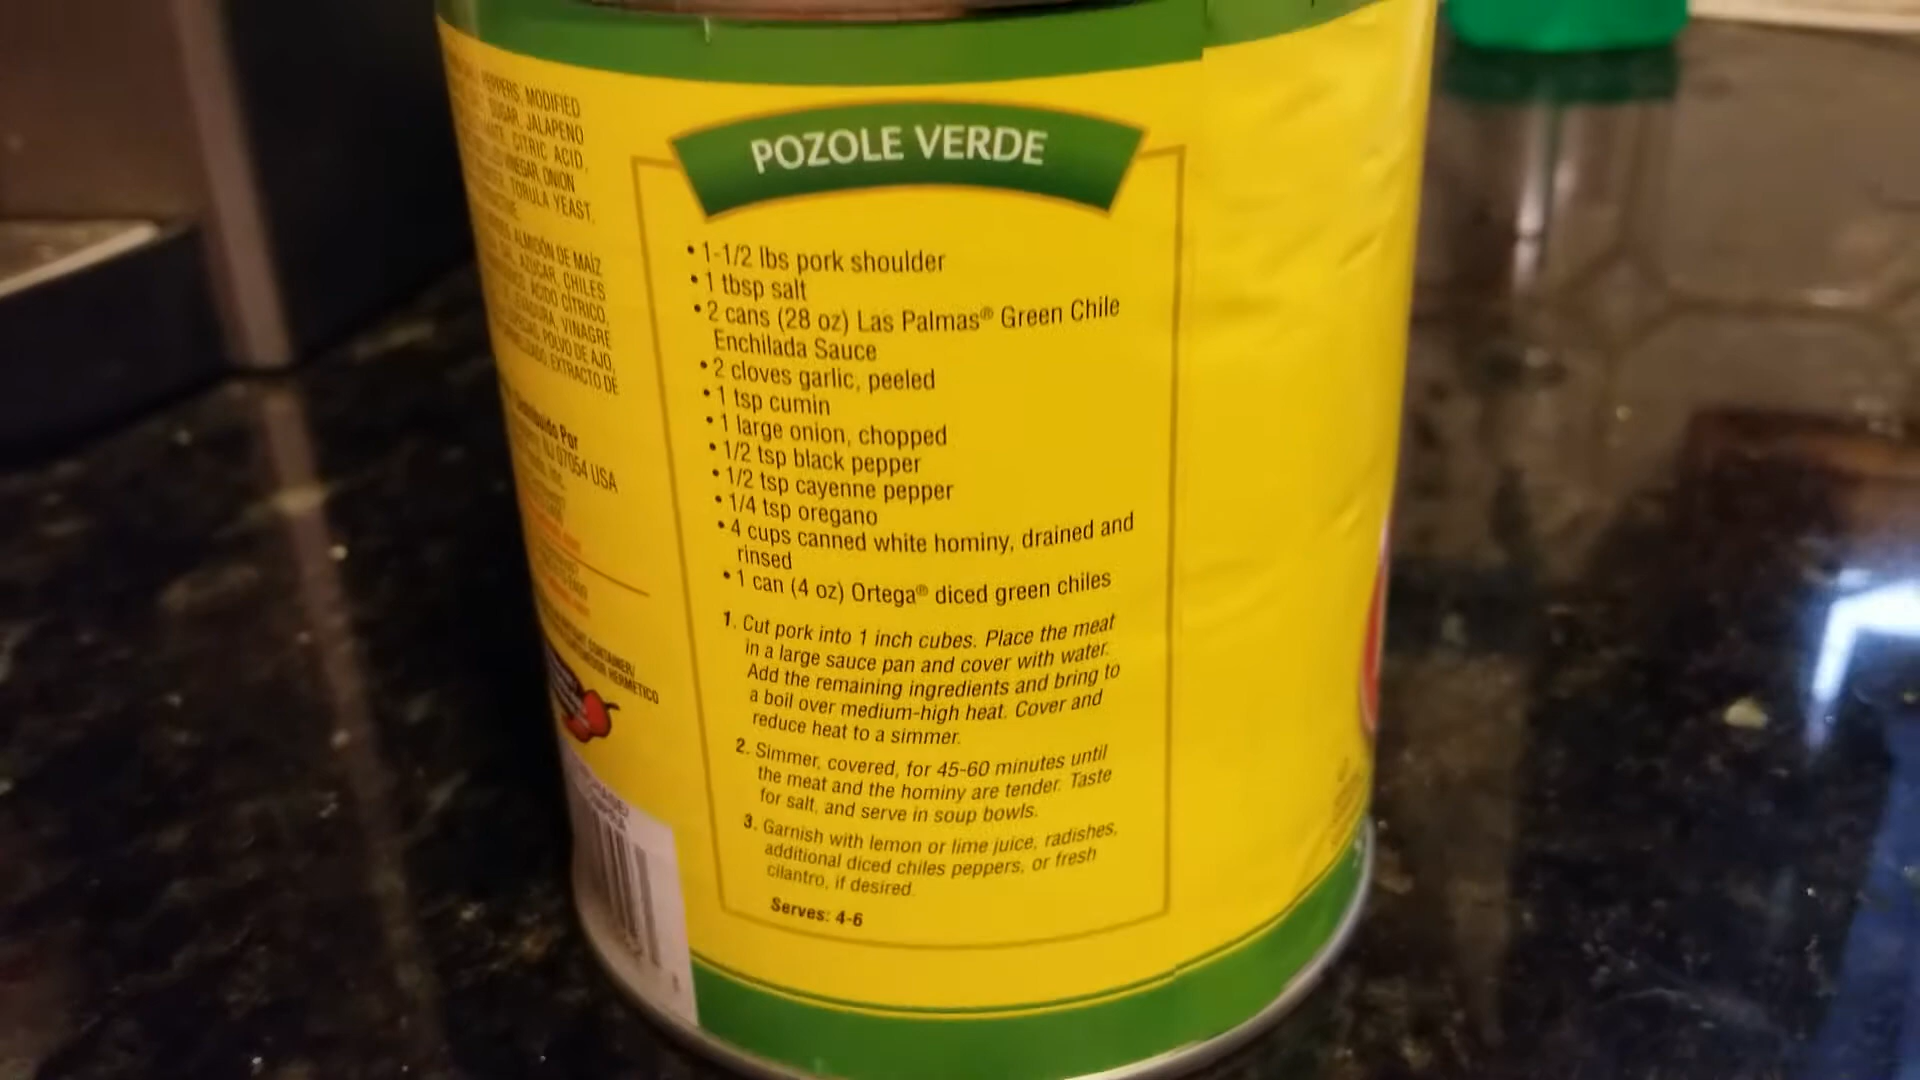 PEPPERS, MODIFIED
SUGAR, JALAPENO
CITRIC ACID,
VINEGAR, ONION
TORULA YEAST,
ALMIDÓN DE MAÍZ
AZÚCAR, CHILES
ÁCIDO CÍTRICO,
LEVADURA, VINAGRE
POLVO DE AJO,
EXTRACTO DE
Por
NJ 07054 USA
CONTAINER/
HERMETICO
POZOLE VERDE
• 1-1/2 lbs pork shoulder
• 1 tbsp salt
• 2 cans (28 oz) Las Palmas® Green Chile
Enchilada Sauce
• 2 cloves garlic, peeled
• 1 tsp cumin
• 1 large onion, chopped
• 1/2 tsp black pepper
• 1/2 tsp cayenne pepper
• 1/4 tsp oregano
• 4 cups canned white hominy, drained and
rinsed
• 1 can (4 oz) Ortega® diced green chiles
1. Cut pork into 1 inch cubes. Place the meat
in a large sauce pan and cover with water.
Add the remaining ingredients and bring to
a boil over medium-high heat. Cover and
reduce heat to a simmer.
2. Simmer, covered, for 45-60 minutes until
the meat and the hominy are tender. Taste
for salt, and serve in soup bowls.
3. Garnish with lemon or lime juice, radishes,
additional diced chiles peppers, or fresh
cilantro, if desired.
Serves: 4-6